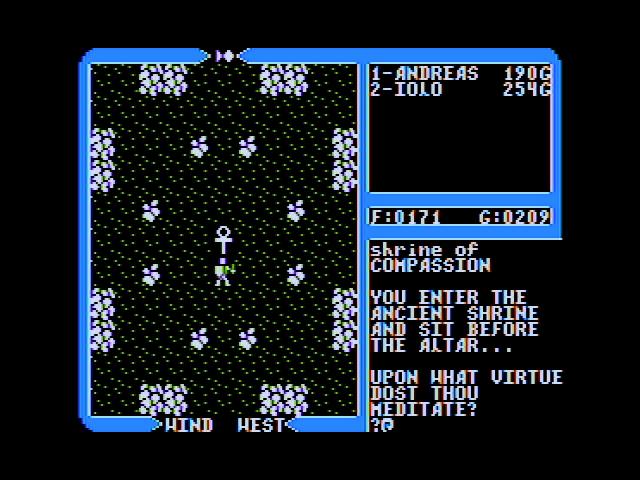 1-ANDREAS 190G
2-IOLO 254G
F:0171 G:0209
shrine of
COMPASSION
YOU ENTER THE
ANCIENT SHRINE
AND SIT BEFORE
THE ALTAR...
UPON WHAT VIRTUE
DOST THOU
MEDITATE?
?
WIND WEST